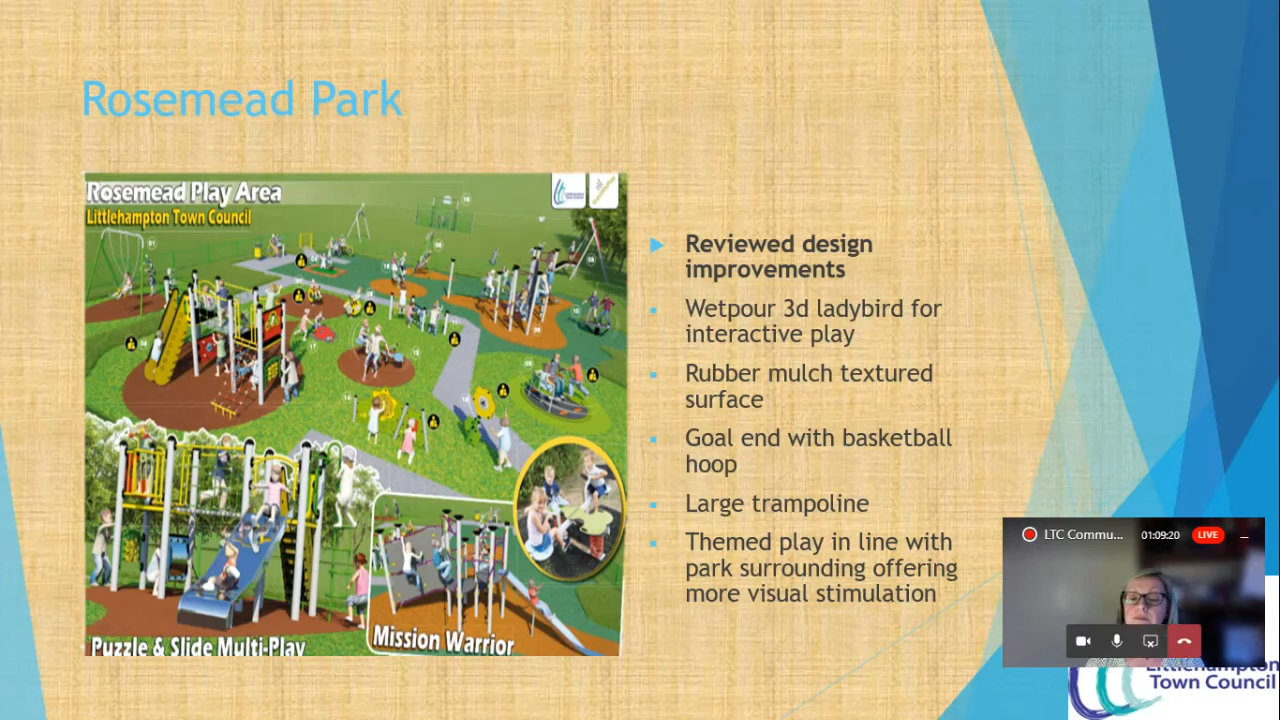 Rosemead Park
Rosemead Play Area
Littlehampton Town Council
Reviewed design
improvements
Wetpour 3d ladybird for
interactive play
Rubber mulch textured
surface
Goal end with basketball
hoop
Large trampoline
Themed play in line with
park surrounding offering
more visual stimulation
Puzzle & Slide Multi-Play
Mission Warrior
LTC Commu... 01:09:20 LIVE
Littlehampton
Town Council